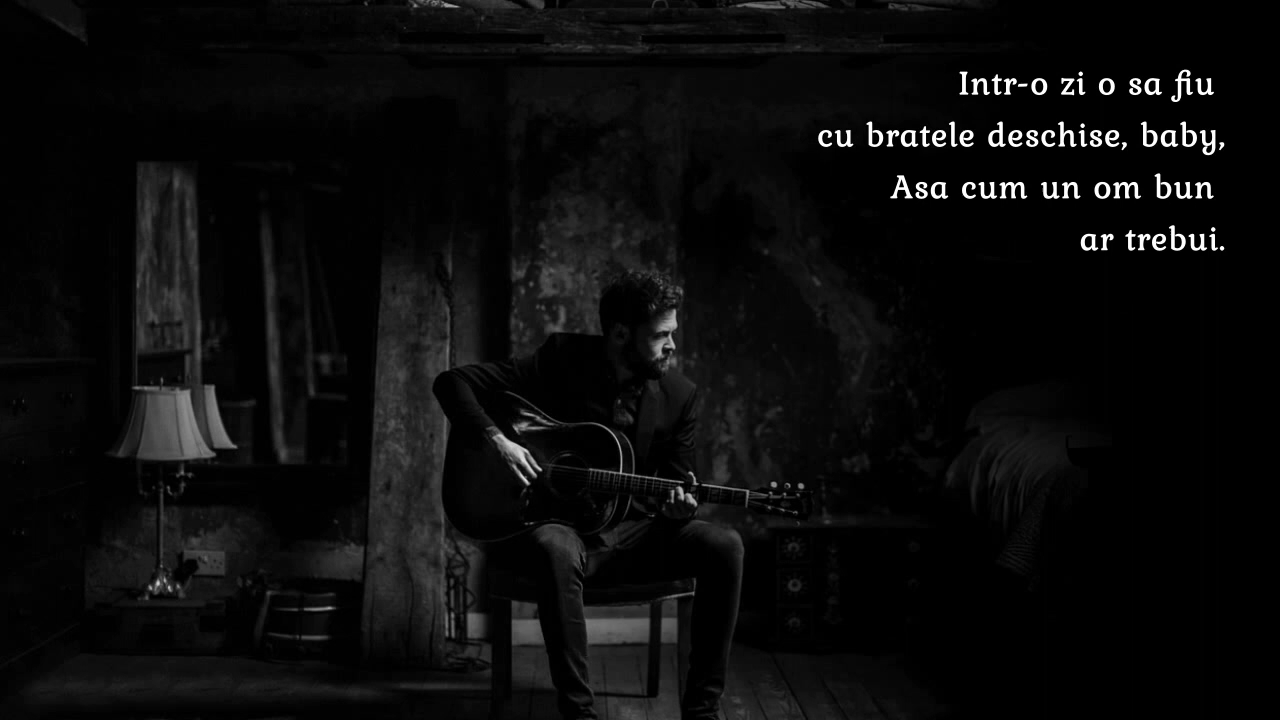 Intr-o zi o sa fiu
cu bratele deschise, baby,
Asa cum un om bun
ar trebui.